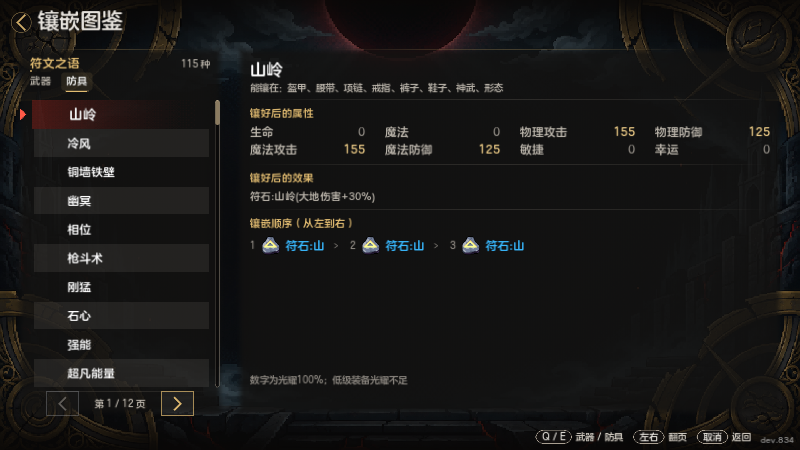 镶嵌图鉴
符文之语 115 种
武器 防具
山岭
冷风
铜墙铁壁
幽冥
相位
枪斗术
刚猛
石心
强能
超凡能量
第 1 / 12 页
山岭
能镶在：盔甲、腰带、项链、戒指、裤子、鞋子、神武、形态
镶好后的属性
生命 0 魔法 0 物理攻击 155 物理防御 125
魔法攻击 155 魔法防御 125 敏捷 0 幸运 0
镶好后的效果
符石:山岭(大地伤害+30%)
镶嵌顺序（从左到右）
1 符石:山 > 2 符石:山 > 3 符石:山
数字为光耀100%；低级装备光耀不足
Q / E 武器 / 防具 左右 翻页 取消 返回 dev.834